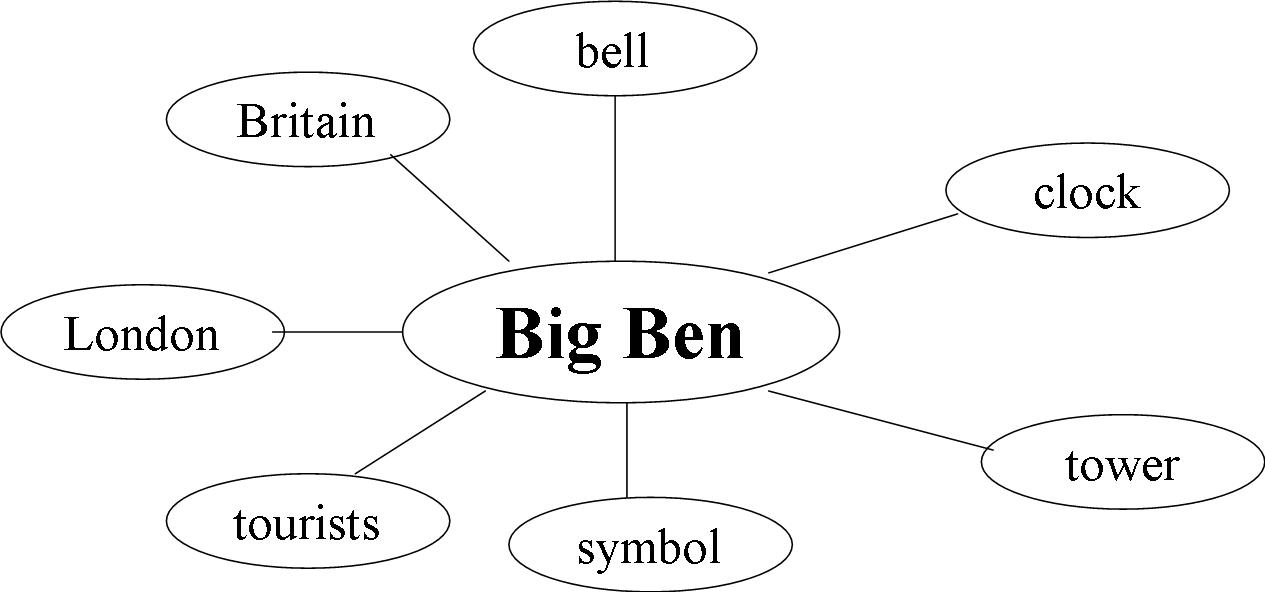 bell
Britain
clock
Big Ben
London
tower
tourists
symbol